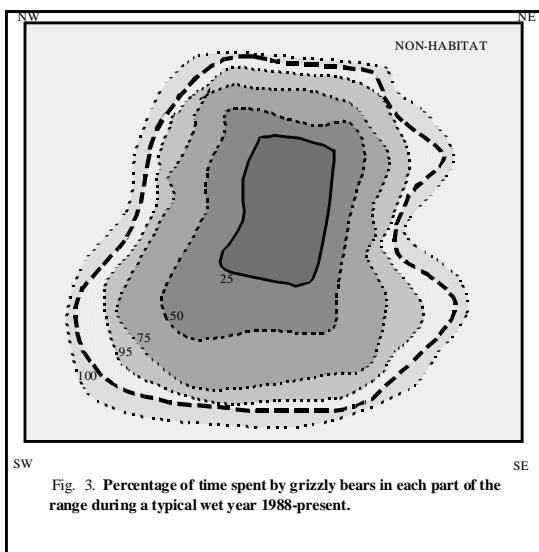 NW NE
NON-HABITAT
25
50
75
95
100
SW SE
Fig. 3. Percentage of time spent by grizzly bears in each part of the
range during a typical wet year 1988-present.